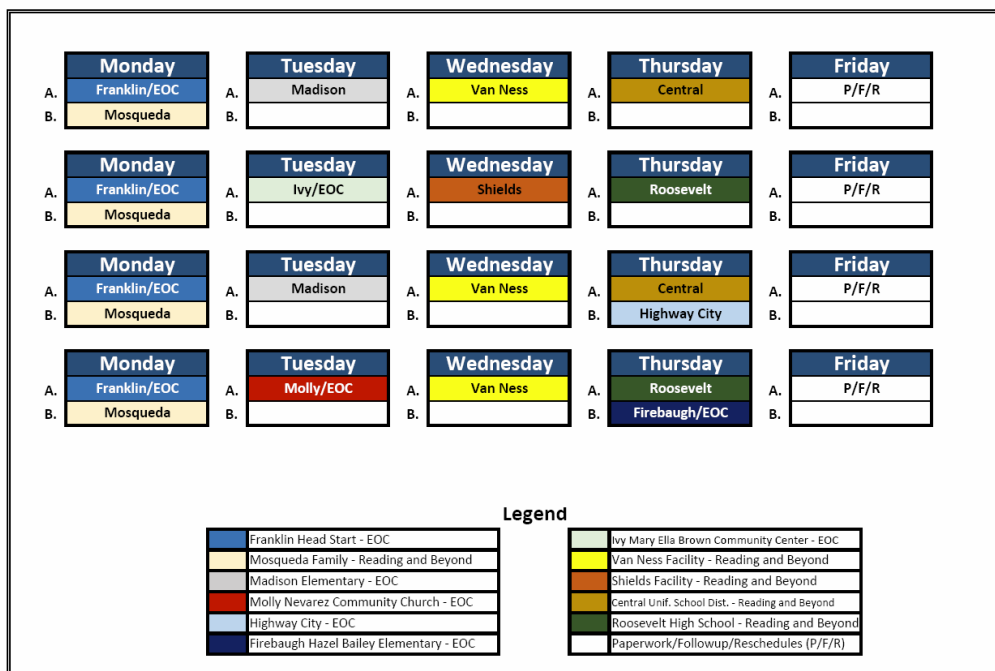 Monday Tuesday Wednesday Thursday Friday
A. Franklin/EOC A. Madison A. Van Ness A. Central A. P/F/R
B. Mosqueda B. B. B. B.
Monday Tuesday Wednesday Thursday Friday
A. Franklin/EOC A. Ivy/EOC A. Shields A. Roosevelt A. P/F/R
B. Mosqueda B. B. B. B.
Monday Tuesday Wednesday Thursday Friday
A. Franklin/EOC A. Madison A. Van Ness A. Central A. P/F/R
B. Mosqueda B. B. B. Highway City B.
Monday Tuesday Wednesday Thursday Friday
A. Franklin/EOC A. Molly/EOC A. Van Ness A. Roosevelt A. P/F/R
B. Mosqueda B. B. B. Firebaugh/EOC B.
Legend
Franklin Head Start - EOC Ivy Mary Ella Brown Community Center - EOC
Mosqueda Family - Reading and Beyond Van Ness Facility - Reading and Beyond
Madison Elementary - EOC Shields Facility - Reading and Beyond
Molly Nevarez Community Church - EOC Central Unif. School Dist. - Reading and Beyond
Highway City - EOC Roosevelt High School - Reading and Beyond
Firebaugh Hazel Bailey Elementary - EOC Paperwork/Followup/Reschedules (P/F/R)